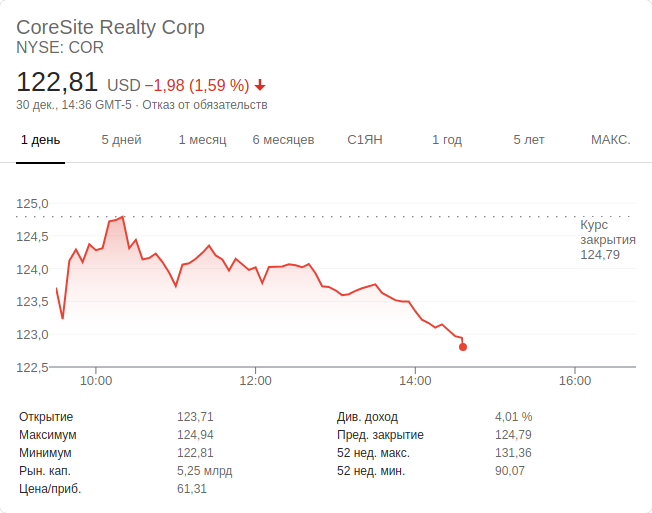 CoreSite Realty Corp
NYSE: COR
122,81 USD −1,98 (1,59 %)
30 дек., 14:36 GMT-5 · Отказ от обязательств
1 день 5 дней 1 месяц 6 месяцев С1ЯН 1 год 5 лет МАКС.
125,0
124,5
124,0
123,5
123,0
122,5
Курс
закрытия
124,79
10:00 12:00 14:00 16:00
Открытие 123,71 Див. доход 4,01 %
Максимум 124,94 Пред. закрытие 124,79
Минимум 122,81 52 нед. макс. 131,36
Рын. кап. 5,25 млрд 52 нед. мин. 90,07
Цена/приб. 61,31